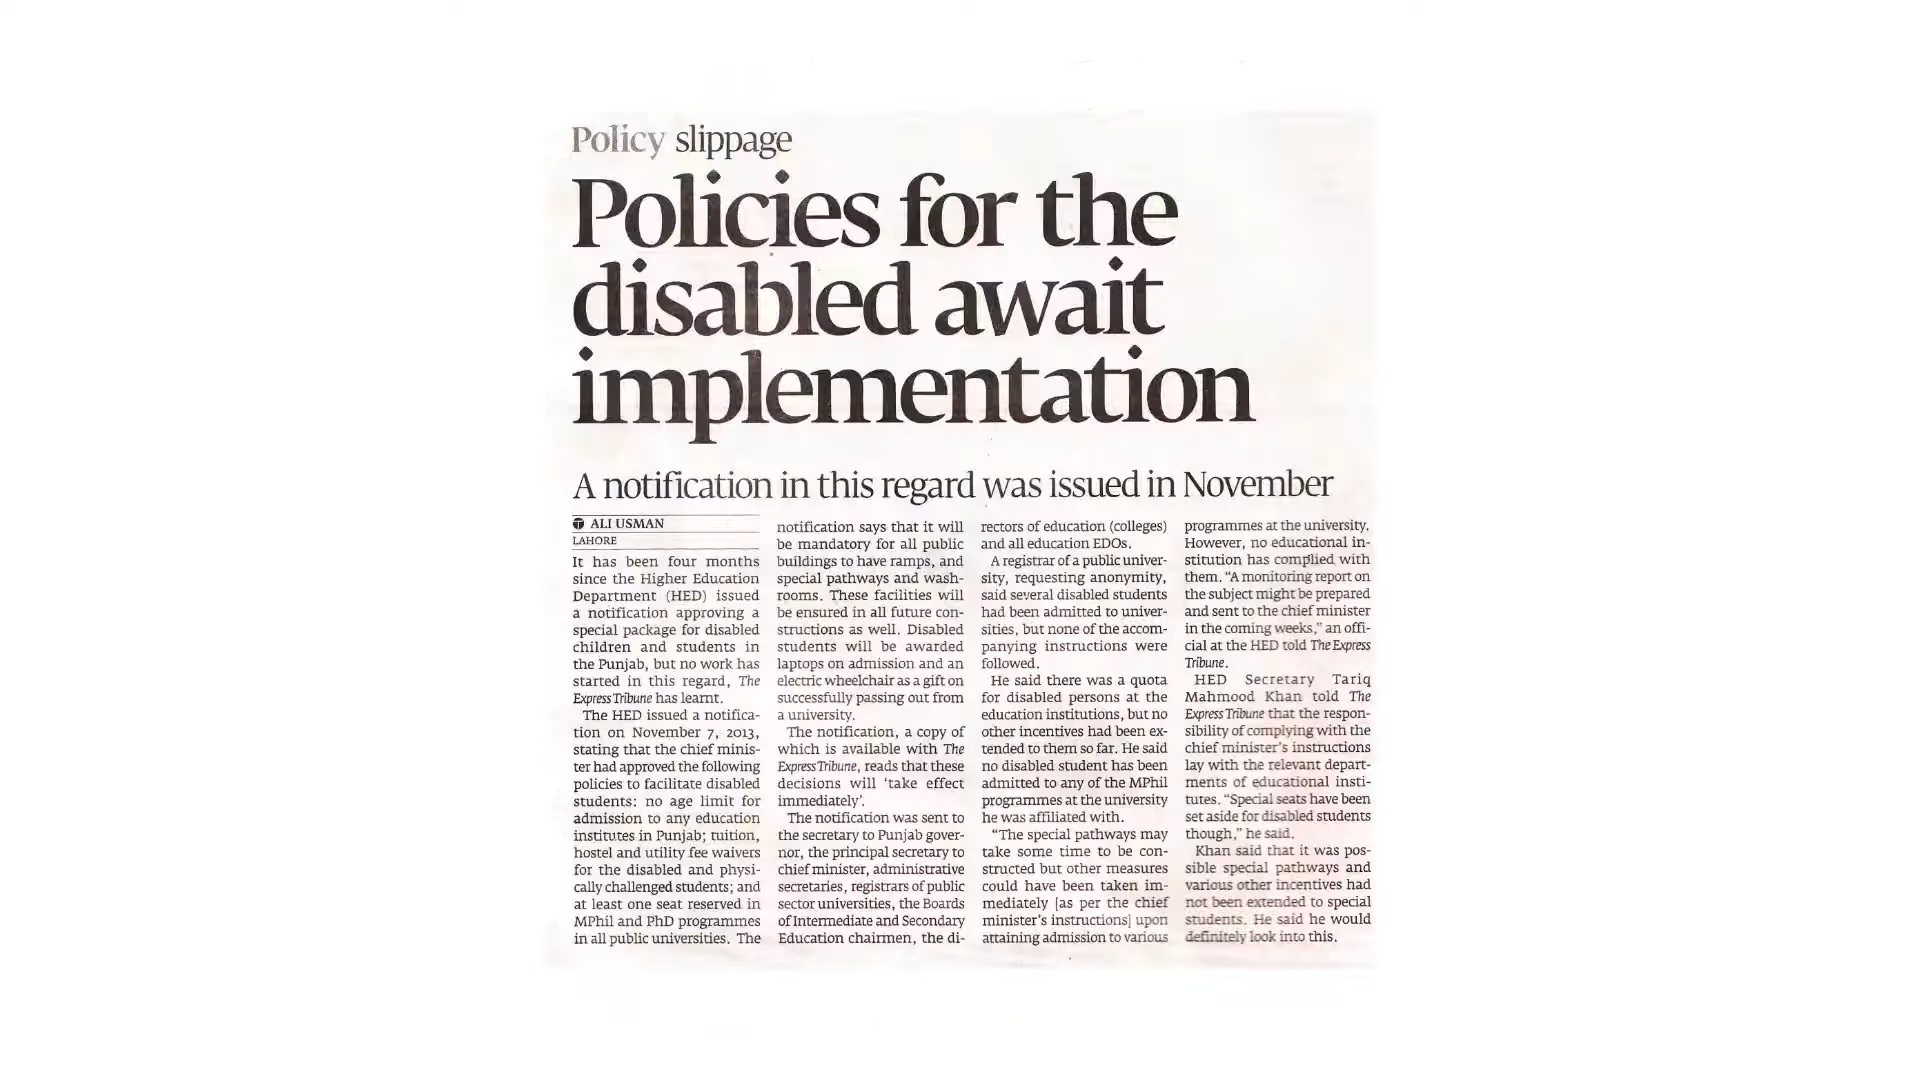 Policy slippage
Policies for the
disabled await
implementation
A notification in this regard was issued in November
ALI USMAN
LAHORE
It has been four months
since the Higher Education
Department (HED) issued
a notification approving a
special package for disabled
children and students in
the Punjab, but no work has
started in this regard, The
Express Tribune has learnt.
The HED issued a notifica-
tion on November 7, 2013,
stating that the chief minis-
ter had approved the following
policies to facilitate disabled
students: no age limit for
admission to any education
institutes in Punjab; tuition,
hostel and utility fee waivers
for the disabled and physi-
cally challenged students; and
at least one seat reserved in
MPhil and PhD programmes
in all public universities. The
notification says that it will
be mandatory for all public
buildings to have ramps, and
special pathways and wash-
rooms. These facilities will
be ensured in all future con-
structions as well. Disabled
students will be awarded
laptops on admission and an
electric wheelchair as a gift on
successfully passing out from
a university.
The notification, a copy of
which is available with The
Express Tribune, reads that these
decisions will ‘take effect
immediately’.
The notification was sent to
the secretary to Punjab gover-
nor, the principal secretary to
chief minister, administrative
secretaries, registrars of public
sector universities, the Boards
of Intermediate and Secondary
Education chairmen, the di-
rectors of education (colleges)
and all education EDOs.
A registrar of a public univer-
sity, requesting anonymity,
said several disabled students
had been admitted to univer-
sities, but none of the accom-
panying instructions were
followed.
He said there was a quota
for disabled persons at the
education institutions, but no
other incentives had been ex-
tended to them so far. He said
no disabled student has been
admitted to any of the MPhil
programmes at the university
he was affiliated with.
“The special pathways may
take some time to be con-
structed but other measures
could have been taken im-
mediately [as per the chief
minister’s instructions] upon
attaining admission to various
programmes at the university.
However, no educational in-
stitution has complied with
them. “A monitoring report on
the subject might be prepared
and sent to the chief minister
in the coming weeks,” an offi-
cial at the HED told The Express
Tribune.
HED Secretary Tariq
Mahmood Khan told The
Express Tribune that the respon-
sibility of complying with the
chief minister’s instructions
lay with the relevant depart-
ments of educational insti-
tutes. “Special seats have been
set aside for disabled students
though,” he said.
Khan said that it was pos-
sible special pathways and
various other incentives had
not been extended to special
students. He said he would
definitely look into this.